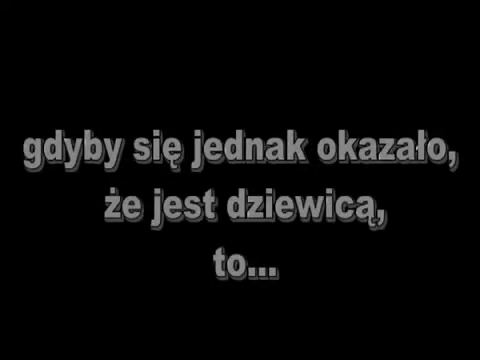 gdyby się jednak okazało,
że jest dziewicą,
to...